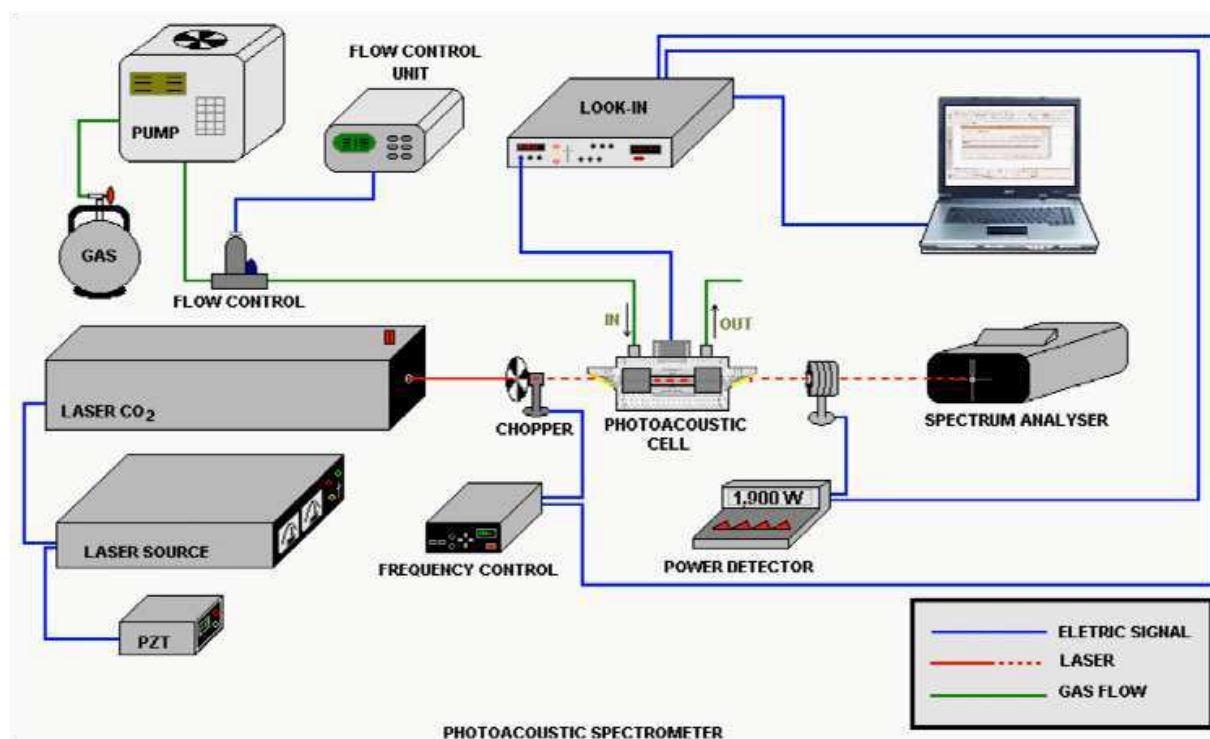 FLOW CONTROL
UNIT
LOOK-IN
PUMP
GAS
FLOW CONTROL
IN
OUT
LASER CO2
CHOPPER
PHOTOACOUSTIC
CELL
SPECTRUM ANALYSER
1,900 W
LASER SOURCE
FREQUENCY CONTROL
POWER DETECTOR
PZT
ELETRIC SIGNAL
LASER
GAS FLOW
PHOTOACOUSTIC SPECTROMETER